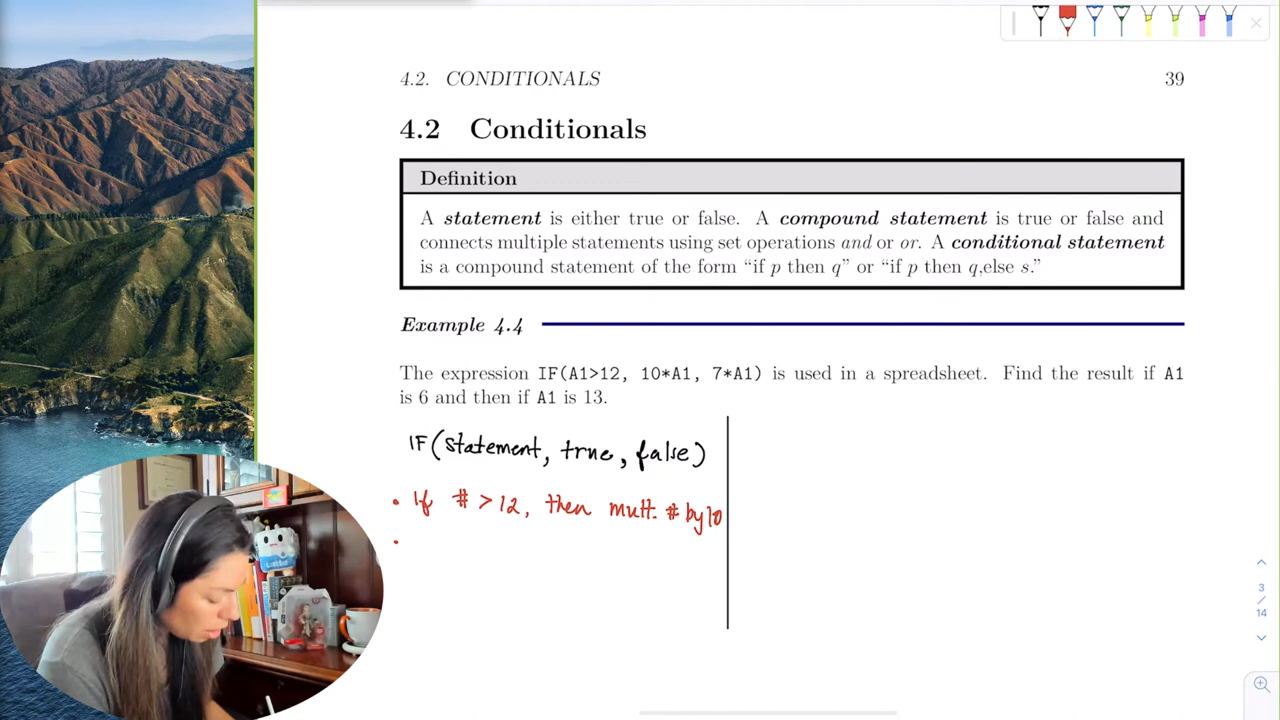 4.2. CONDITIONALS 39
4.2 Conditionals
Definition
A statement is either true or false. A compound statement is true or false and
connects multiple statements using set operations and or or. A conditional statement
is a compound statement of the form “if p then q” or “if p then q,else s.”
Example 4.4
The expression IF(A1>12, 10*A1, 7*A1) is used in a spreadsheet. Find the result if A1
is 6 and then if A1 is 13.
IF(statement, true, false)
• If # > 12, then mult. # by 10
•
3
/
14